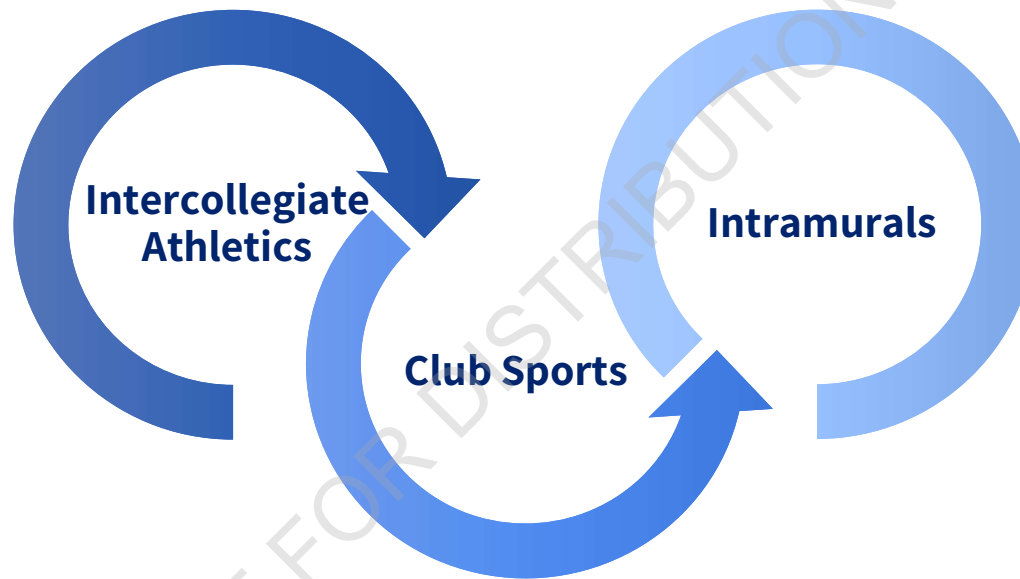 Intercollegiate
Athletics
Intramurals
Club Sports
FOR DISTRIBUTION